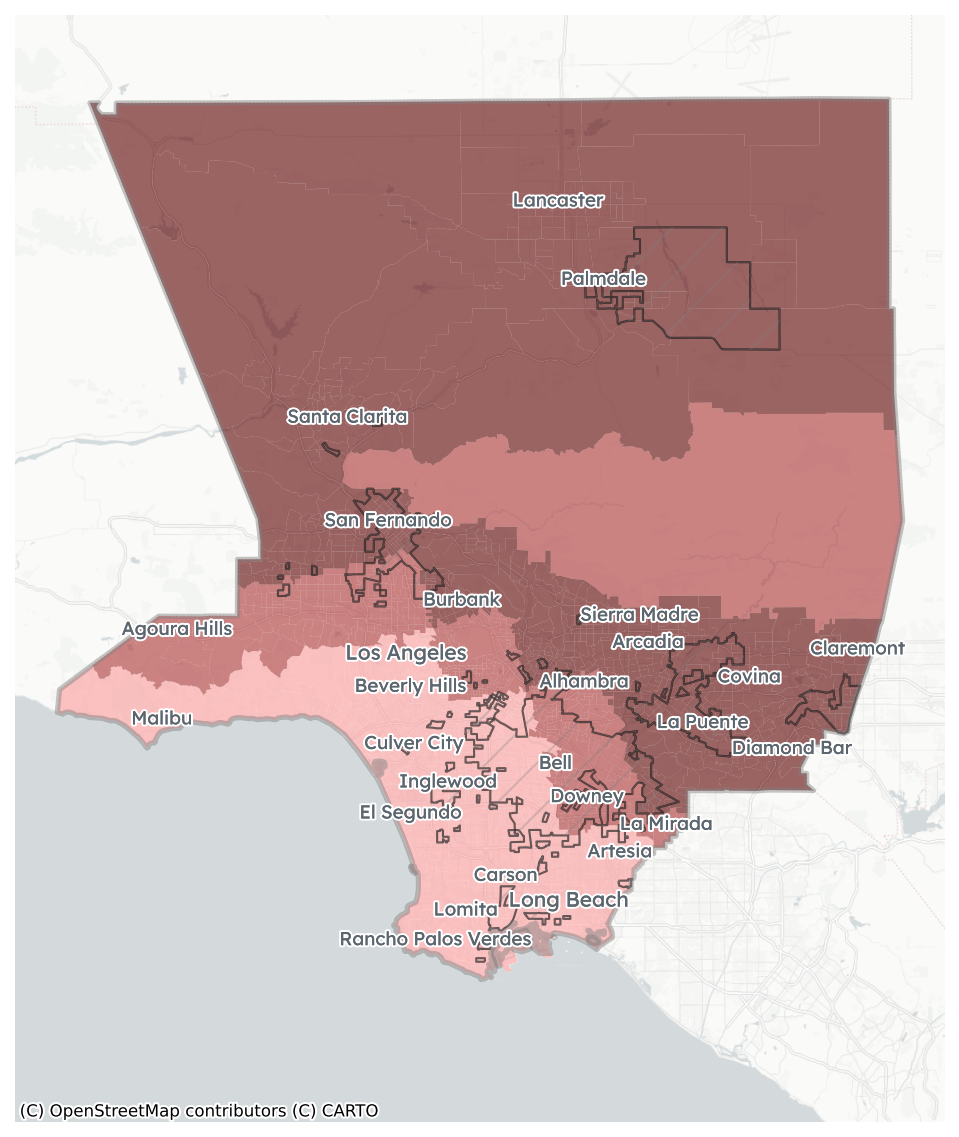 Lancaster
Palmdale
Santa Clarita
San Fernando
Burbank
Sierra Madre
Agoura Hills
Arcadia
Claremont
Los Angeles
Covina
Alhambra
Beverly Hills
Malibu
La Puente
Culver City
Diamond Bar
Bell
Inglewood
Downey
El Segundo
La Mirada
Artesia
Carson
Long Beach
Lomita
Rancho Palos Verdes
(C) OpenStreetMap contributors (C) CARTO